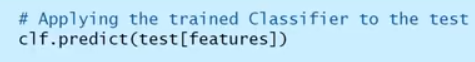 # Applying the trained Classifier to the test
clf.predict(test[features])